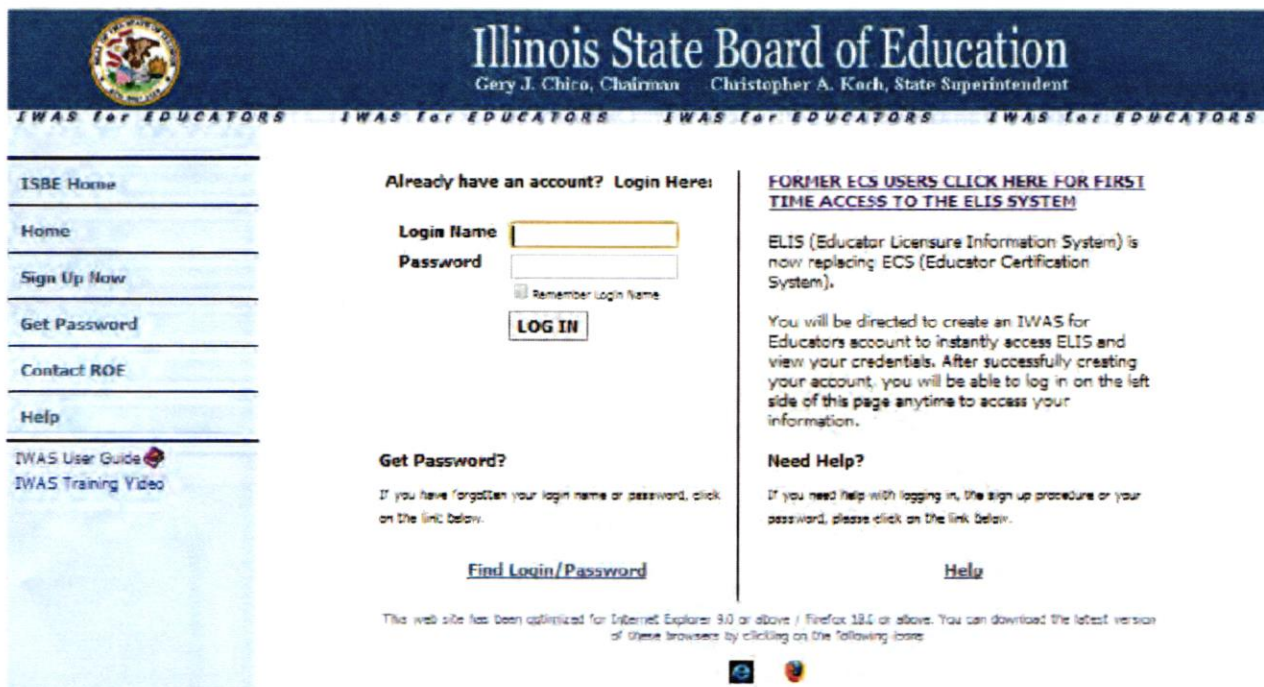 Illinois State Board of Education
Gery J. Chico, Chairman Christopher A. Koch, State Superintendent
IWAS for EDUCATORS IWAS for EDUCATORS IWAS for EDUCATORS IWAS for EDUCATORS
ISBE Home
Home
Sign Up Now
Get Password
Contact ROE
Help
IWAS User Guide
IWAS Training Video
Already have an account? Login Here:
Login Name
Password
Remember Login Name
LOG IN
FORMER ECS USERS CLICK HERE FOR FIRST
TIME ACCESS TO THE ELIS SYSTEM
ELIS (Educator Licensure Information System) is
now replacing ECS (Educator Certification
System).
You will be directed to create an IWAS for
Educators account to instantly access ELIS and
view your credentials. After successfully creating
your account, you will be able to log in on the left
side of this page anytime to access your
information.
Get Password?
If you have forgotten your login name or password, click
on the link below.
Find Login/Password
Need Help?
If you need help with logging in, the sign up procedure or your
password, please click on the link below.
Help
This web site has been optimized for Internet Explorer 9.0 or above / Firefox 18.0 or above. You can download the latest version
of these browsers by clicking on the following icons